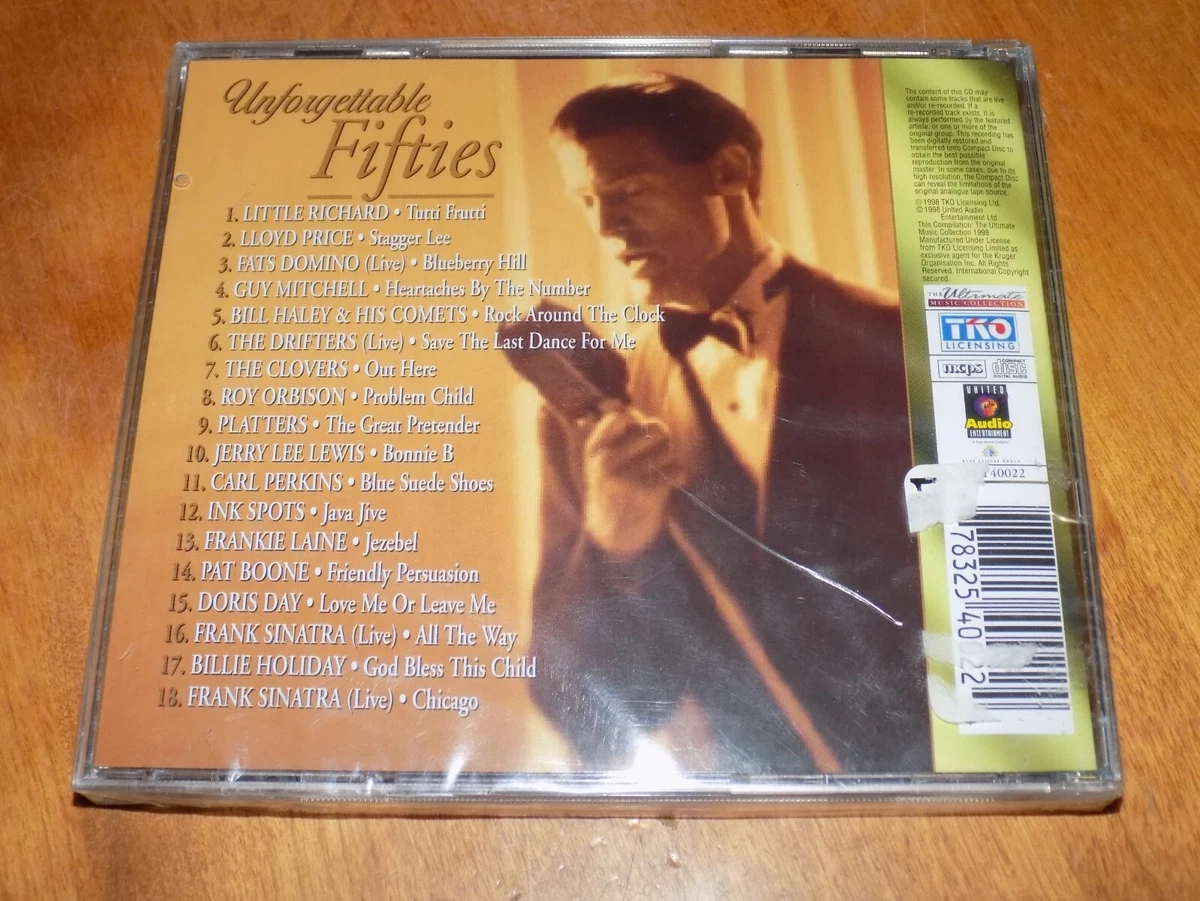 Unforgettable
Fifties
1. LITTLE RICHARD • Tutti Frutti
2. LLOYD PRICE • Stagger Lee
3. FATS DOMINO (Live) • Blueberry Hill
4. GUY MITCHELL • Heartaches By The Number
5. BILL HALEY & HIS COMETS • Rock Around The Clock
6. THE DRIFTERS (Live) • Save The Last Dance For Me
7. THE CLOVERS • Out Here
8. ROY ORBISON • Problem Child
9. PLATTERS • The Great Pretender
10. JERRY LEE LEWIS • Bonnie B
11. CARL PERKINS • Blue Suede Shoes
12. INK SPOTS • Java Jive
13. FRANKIE LAINE • Jezebel
14. PAT BOONE • Friendly Persuasion
15. DORIS DAY • Love Me Or Leave Me
16. FRANK SINATRA (Live) • All The Way
17. BILLIE HOLIDAY • God Bless This Child
18. FRANK SINATRA (Live) • Chicago
The content of this CD may
contain some tracks that are live
and/or re-recorded. If a
re-recorded track exists, it is
always performed by the featured
artiste, or one or more of the
original group. This recording has
been digitally restored and
transferred onto Compact Disc to
obtain the best possible
reproduction from the original
master. In some cases, due to its
high resolution, the Compact Disc
can reveal the limitations of the
original analogue tape source.
℗ 1998 TKO Licensing Ltd.
© 1998 United Audio
Entertainment Ltd.
This Compilation: The Ultimate
Music Collection 1998
Manufactured Under License
from TKO Licensing Limited as
exclusive agent for the Kruger
Organisation Inc. All Rights
Reserved. International Copyright
secured.
THE Ultimate
MUSIC COLLECTION
TKO
LICENSING
mcps
COMPACT
disc
DIGITAL AUDIO
UNITED
Audio
ENTERTAINMENT
40022
78325 40022